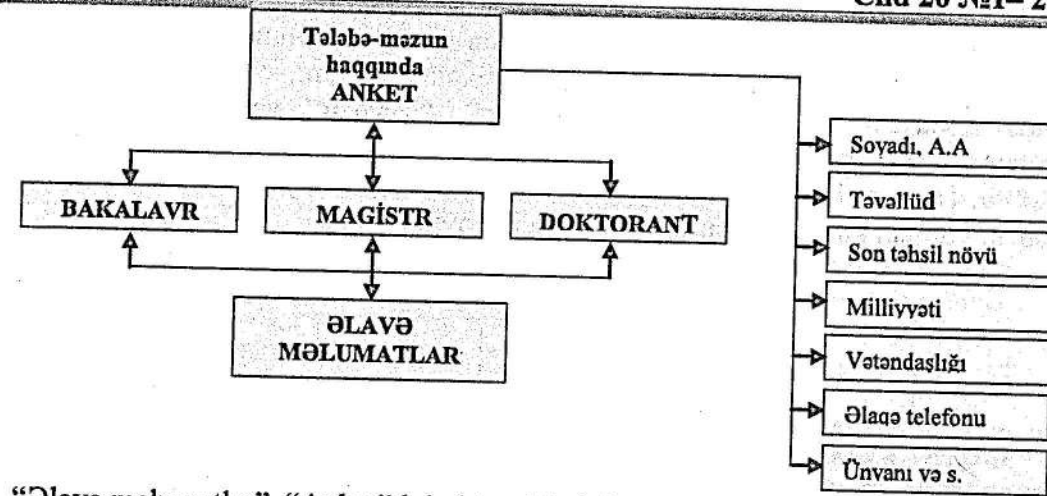 Tələbə-məzun
haqqında
ANKET
BAKALAVR
MAGİSTR
DOKTORANT
ƏLAVƏ
MƏLUMATLAR
Soyadı, A.A
Təvəllüd
Son təhsil növü
Milliyyəti
Vətəndaşlığı
Əlaqə telefonu
Ünvanı və s.